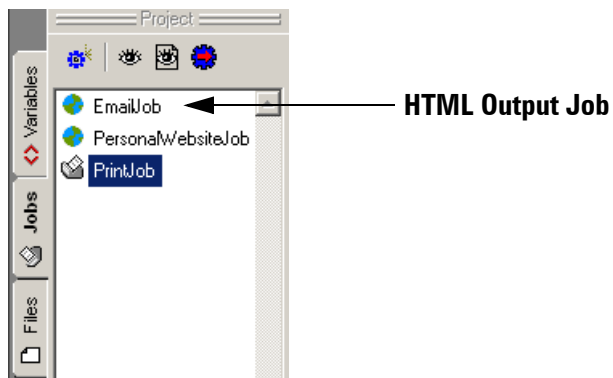 Project
Variables
Jobs
Files
EmailJob
PersonalWebsiteJob
PrintJob
HTML Output Job